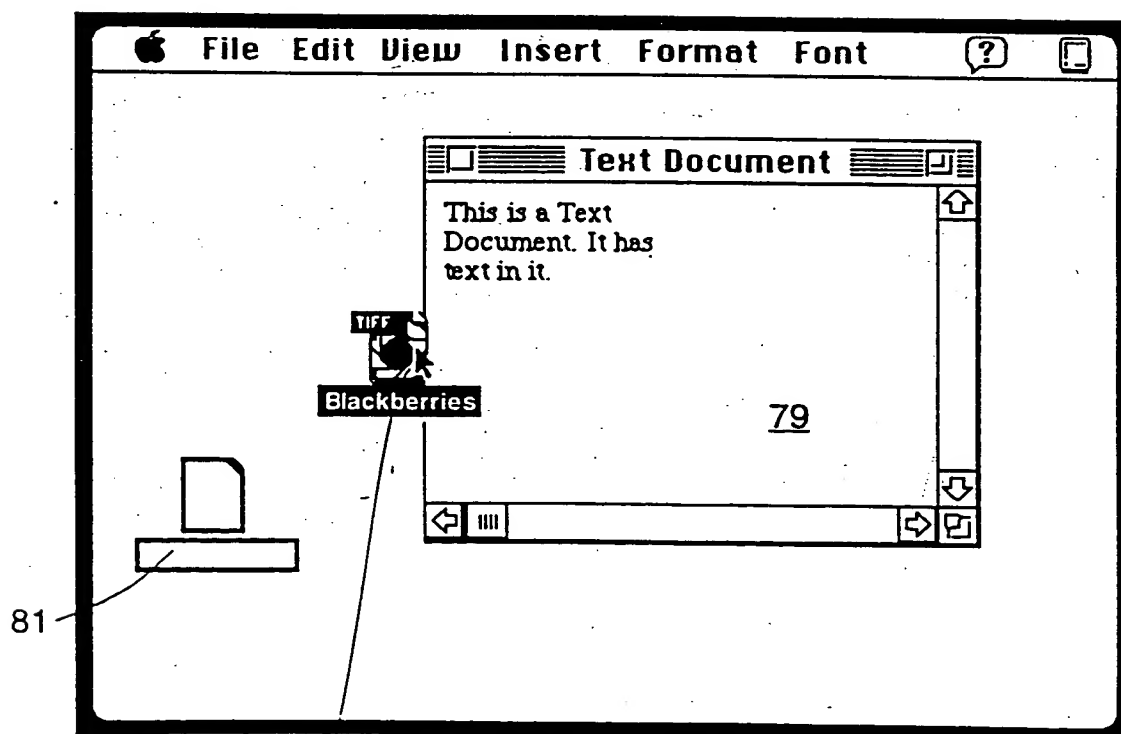 File Edit View Insert Format Font ?
Text Document
This is a Text
Document. It has
text in it.
TIFF
Blackberries
79
81